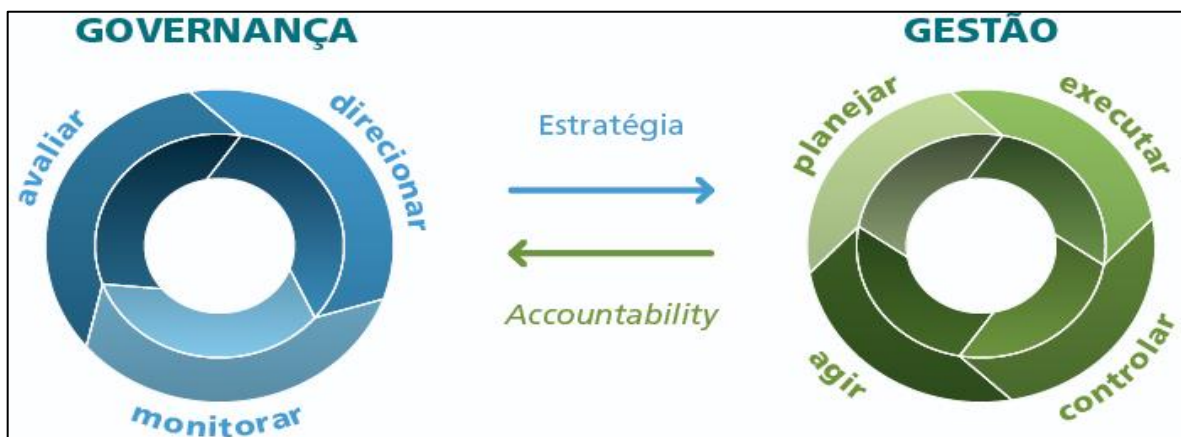 GOVERNANÇA
avaliar
direcionar
monitorar
Estratégia
Accountability
GESTÃO
planejar
executar
agir
controlar